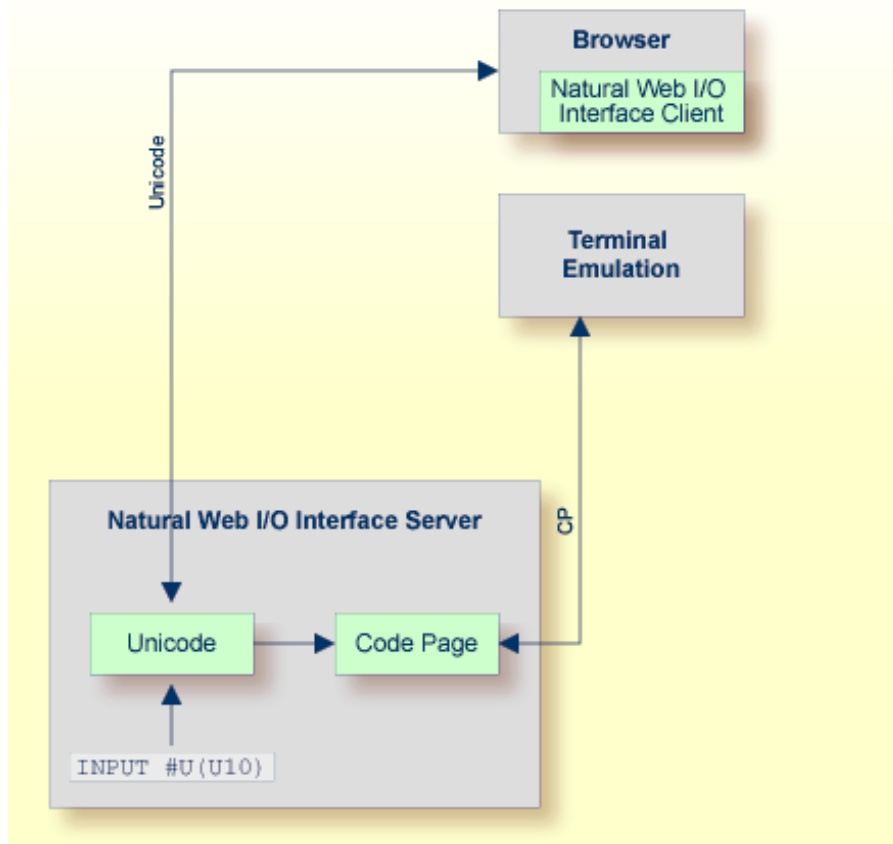 Browser
Natural Web I/O
Interface Client
Unicode
Terminal
Emulation
Natural Web I/O Interface Server
CP
Unicode
Code Page
INPUT #U(U10)